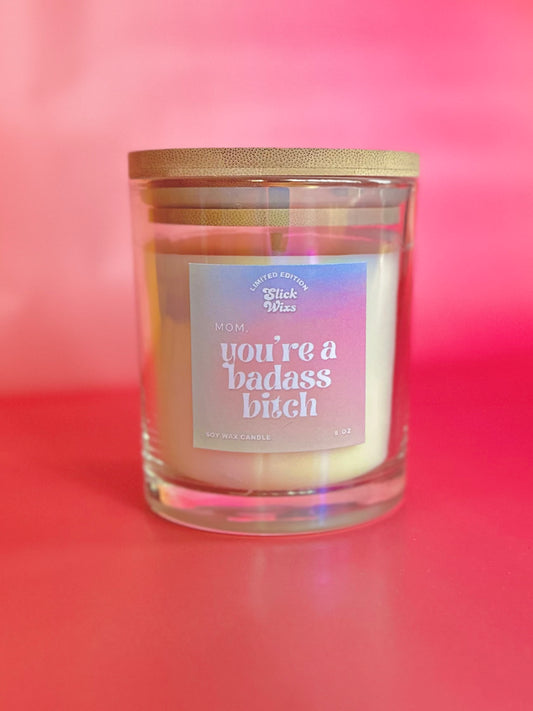 LIMITED EDITION
Slick
Wixs
MOM,
you're a
badass
bitch
SOY WAX CANDLE 8 OZ